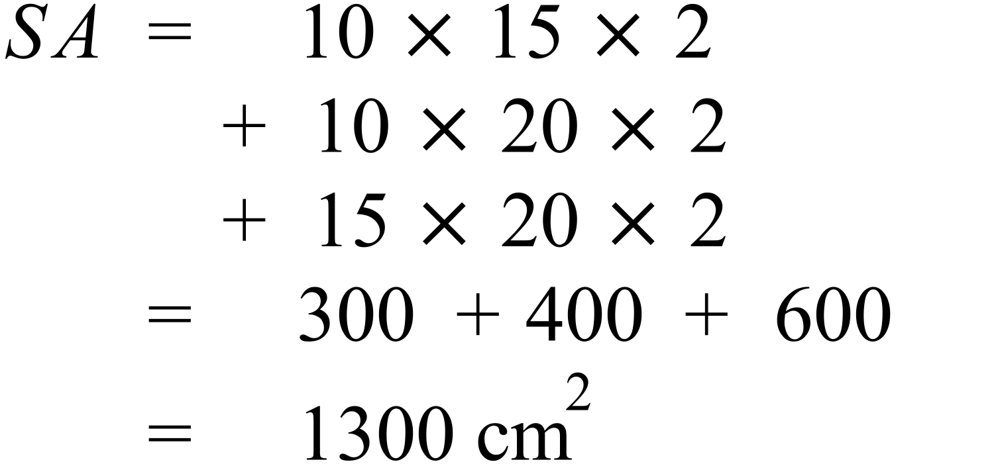 SA = 10 × 15 × 2
+ 10 × 20 × 2
+ 15 × 20 × 2
= 300 + 400 + 600
= 1300 cm²